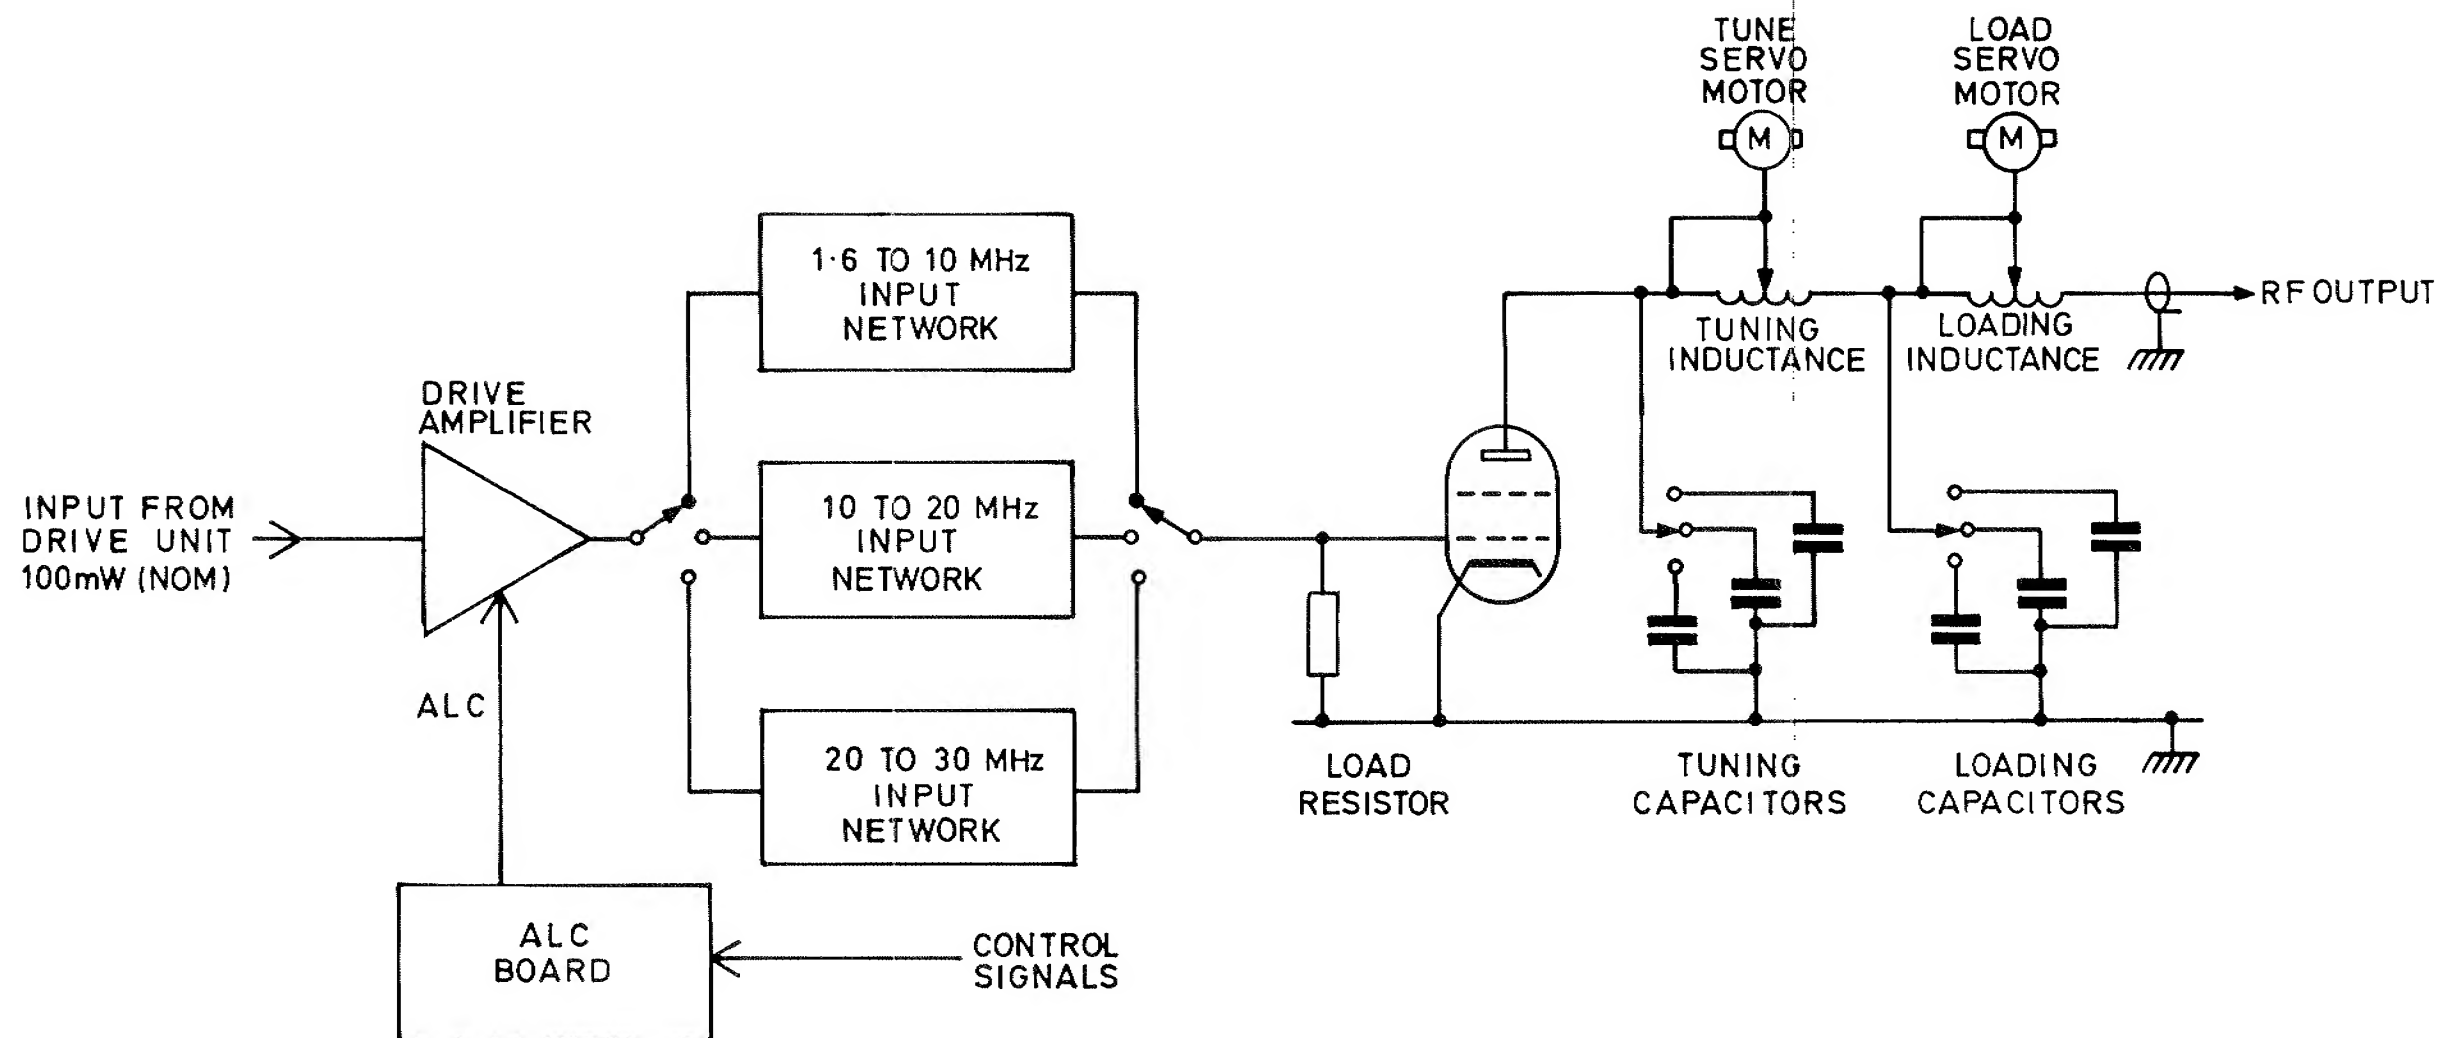 TUNE
SERVO
MOTOR
M
LOAD
SERVO
MOTOR
M
1·6 TO 10 MHz
INPUT
NETWORK
RF OUTPUT
TUNING
INDUCTANCE
LOADING
INDUCTANCE
DRIVE
AMPLIFIER
INPUT FROM
DRIVE UNIT
100mW (NOM)
10 TO 20 MHz
INPUT
NETWORK
ALC
20 TO 30 MHz
INPUT
NETWORK
LOAD
RESISTOR
TUNING
CAPACITORS
LOADING
CAPACITORS
ALC
BOARD
CONTROL
SIGNALS